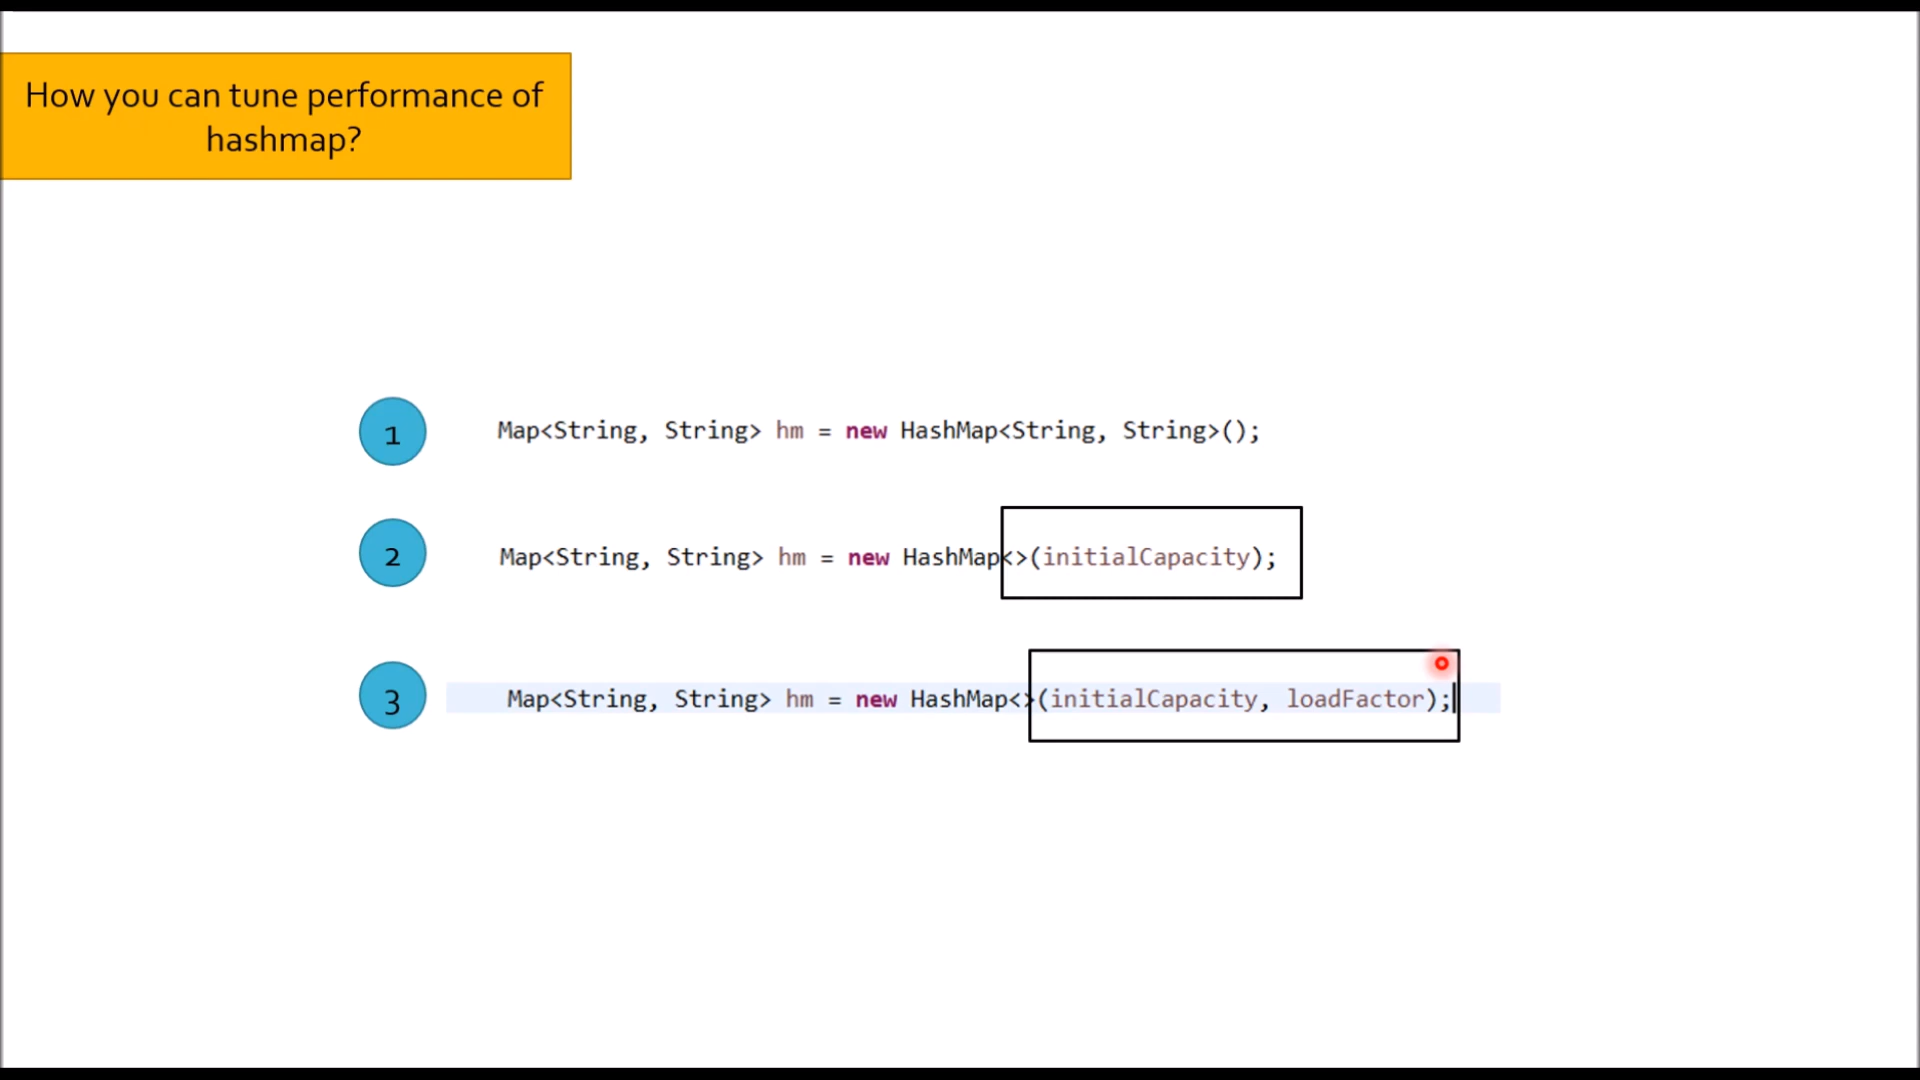 How you can tune performance of
hashmap?
1
Map<String, String> hm = new HashMap<String, String>();
2
Map<String, String> hm = new HashMap<>(initialCapacity);
3
Map<String, String> hm = new HashMap<>(initialCapacity, loadFactor);